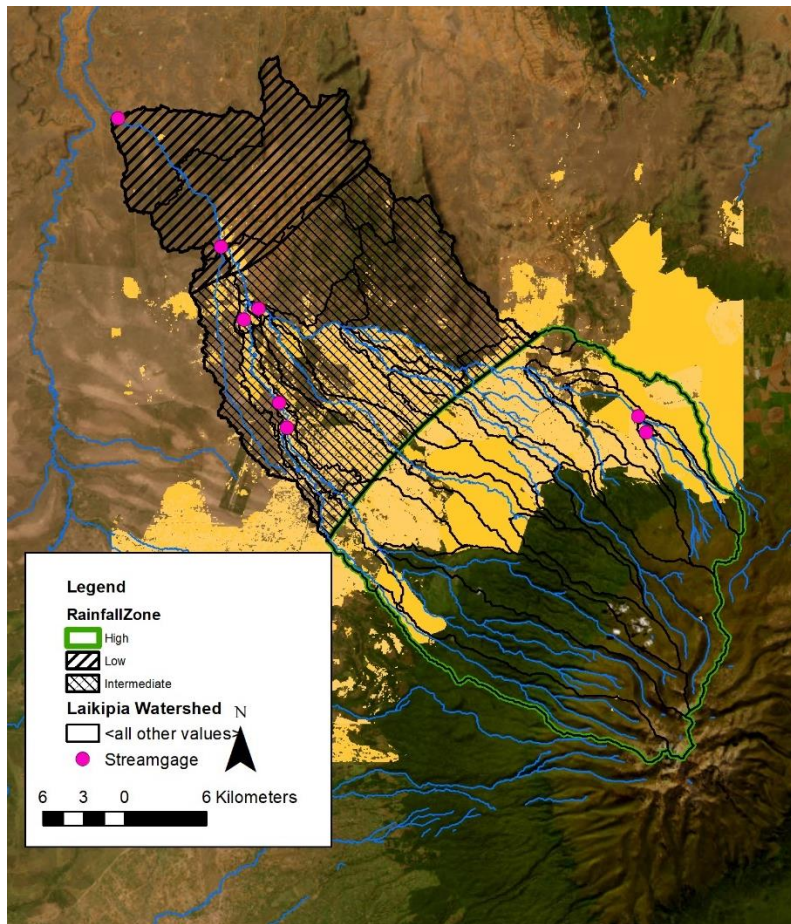 Legend
RainfallZone
High
Low
Intermediate
Laikipia Watershed
N
<all other values>
Streamgage
6 3 0 6 Kilometers